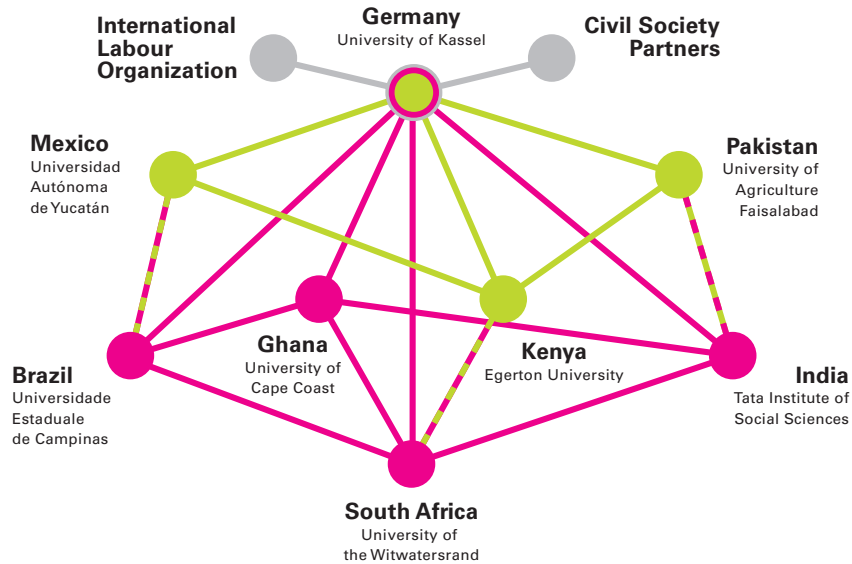 International
Labour
Organization
Germany
University of Kassel
Civil Society
Partners
Mexico
Universidad
Autónoma
de Yucatán
Pakistan
University of
Agriculture
Faisalabad
Ghana
University of
Cape Coast
Kenya
Egerton University
Brazil
Universidade
Estaduale
de Campinas
India
Tata Institute of
Social Sciences
South Africa
University of
the Witwatersrand